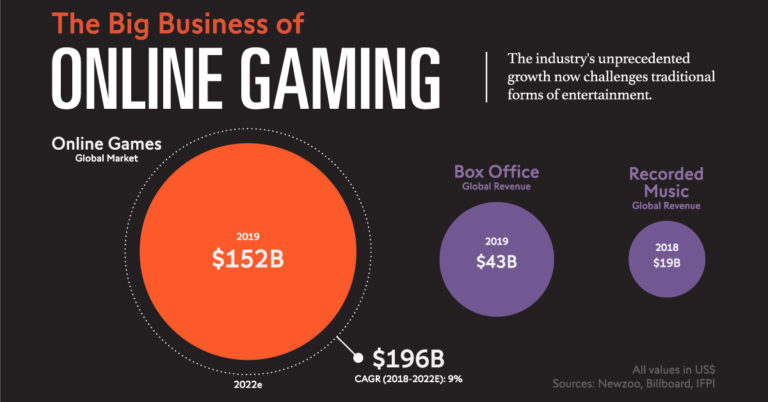 The Big Business of
ONLINE GAMING
The industry's unprecedented
growth now challenges traditional
forms of entertainment.
Online Games
Global Market
2019
$152B
2022e
$196B
CAGR (2018-2022E): 9%
Box Office
Global Revenue
2019
$43B
Recorded
Music
Global Revenue
2018
$19B
All values in US$
Sources: Newzoo, Billboard, IFPI